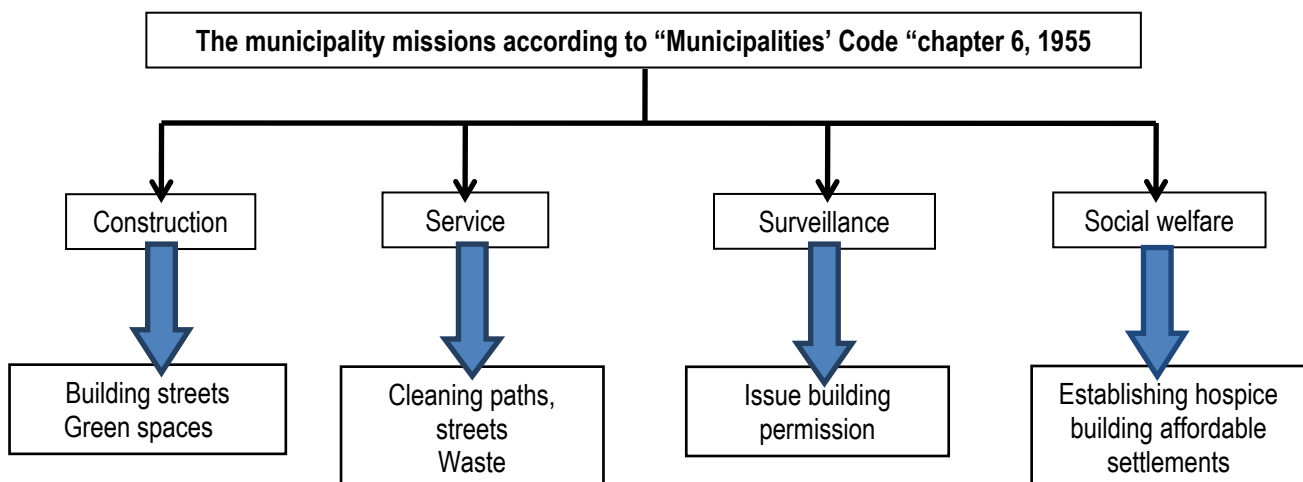 The municipality missions according to “Municipalities’ Code “chapter 6, 1955
Construction
Service
Surveillance
Social welfare
Building streets
Green spaces
Cleaning paths,
streets
Waste
Issue building
permission
Establishing hospice
building affordable
settlements